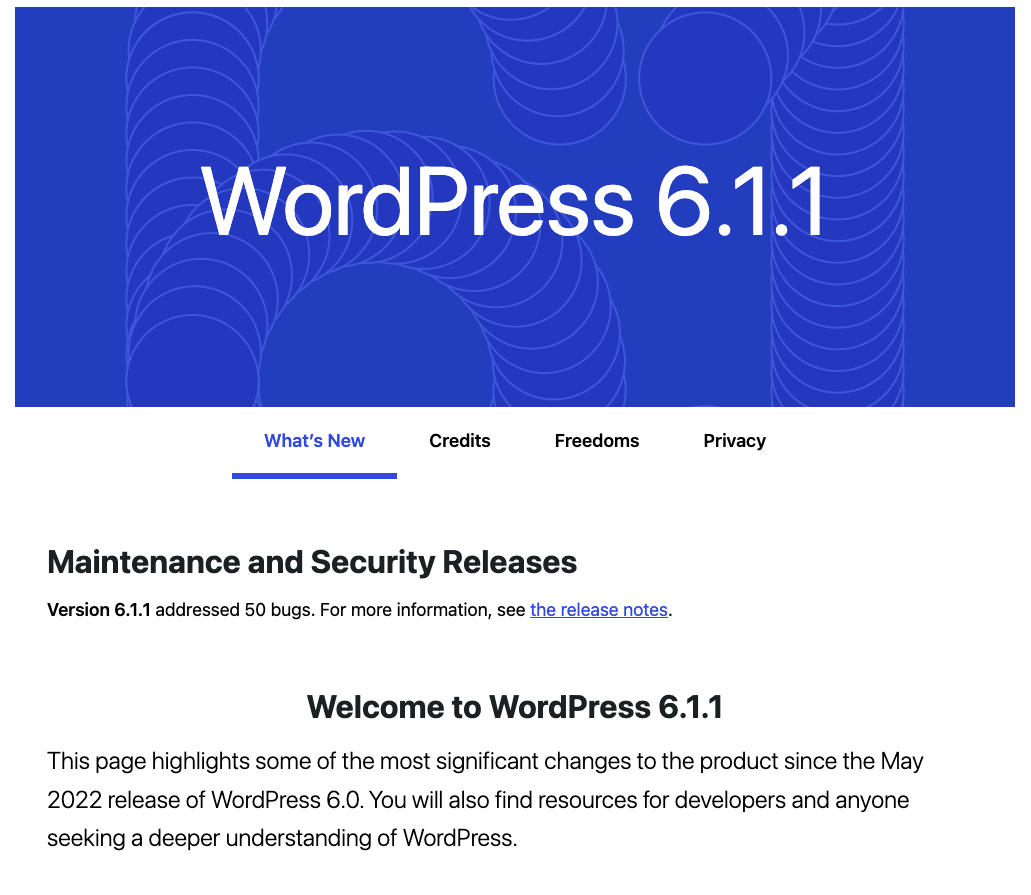 WordPress 6.1.1
What’s New Credits Freedoms Privacy
Maintenance and Security Releases
Version 6.1.1 addressed 50 bugs. For more information, see the release notes.
Welcome to WordPress 6.1.1
This page highlights some of the most significant changes to the product since the May
2022 release of WordPress 6.0. You will also find resources for developers and anyone
seeking a deeper understanding of WordPress.